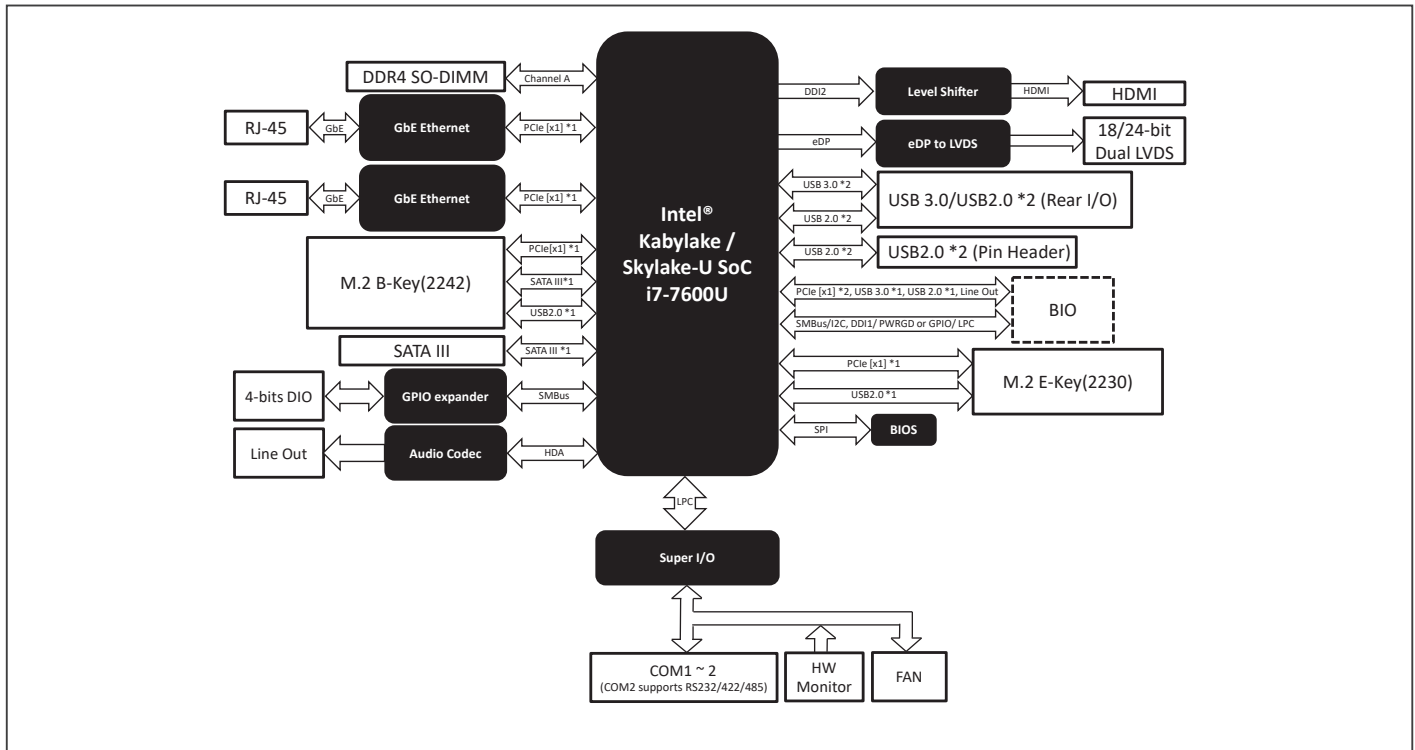 DDR4 SO-DIMM
Channel A
RJ-45
GbE
GbE Ethernet
PCIe [x1] *1
RJ-45
GbE
GbE Ethernet
PCIe [x1] *1
M.2 B-Key(2242)
PCIe[x1] *1
SATA III*1
USB2.0 *1
SATA III
SATA III *1
4-bits DIO
GPIO expander
SMBus
Line Out
Audio Codec
HDA
Intel®
Kabylake /
Skylake-U SoC
i7-7600U
DDI2
Level Shifter
HDMI
HDMI
eDP
eDP to LVDS
18/24-bit
Dual LVDS
USB 3.0 *2
USB 2.0 *2
USB 3.0/USB2.0 *2 (Rear I/O)
USB 2.0 *2
USB2.0 *2 (Pin Header)
PCIe [x1] *2, USB 3.0 *1, USB 2.0 *1, Line Out
SMBus/I2C, DDI1/ PWRGD or GPIO/ LPC
BIO
PCIe [x1] *1
USB2.0 *1
M.2 E-Key(2230)
SPI
BIOS
LPC
Super I/O
COM1 ~ 2
(COM2 supports RS232/422/485)
HW
Monitor
FAN